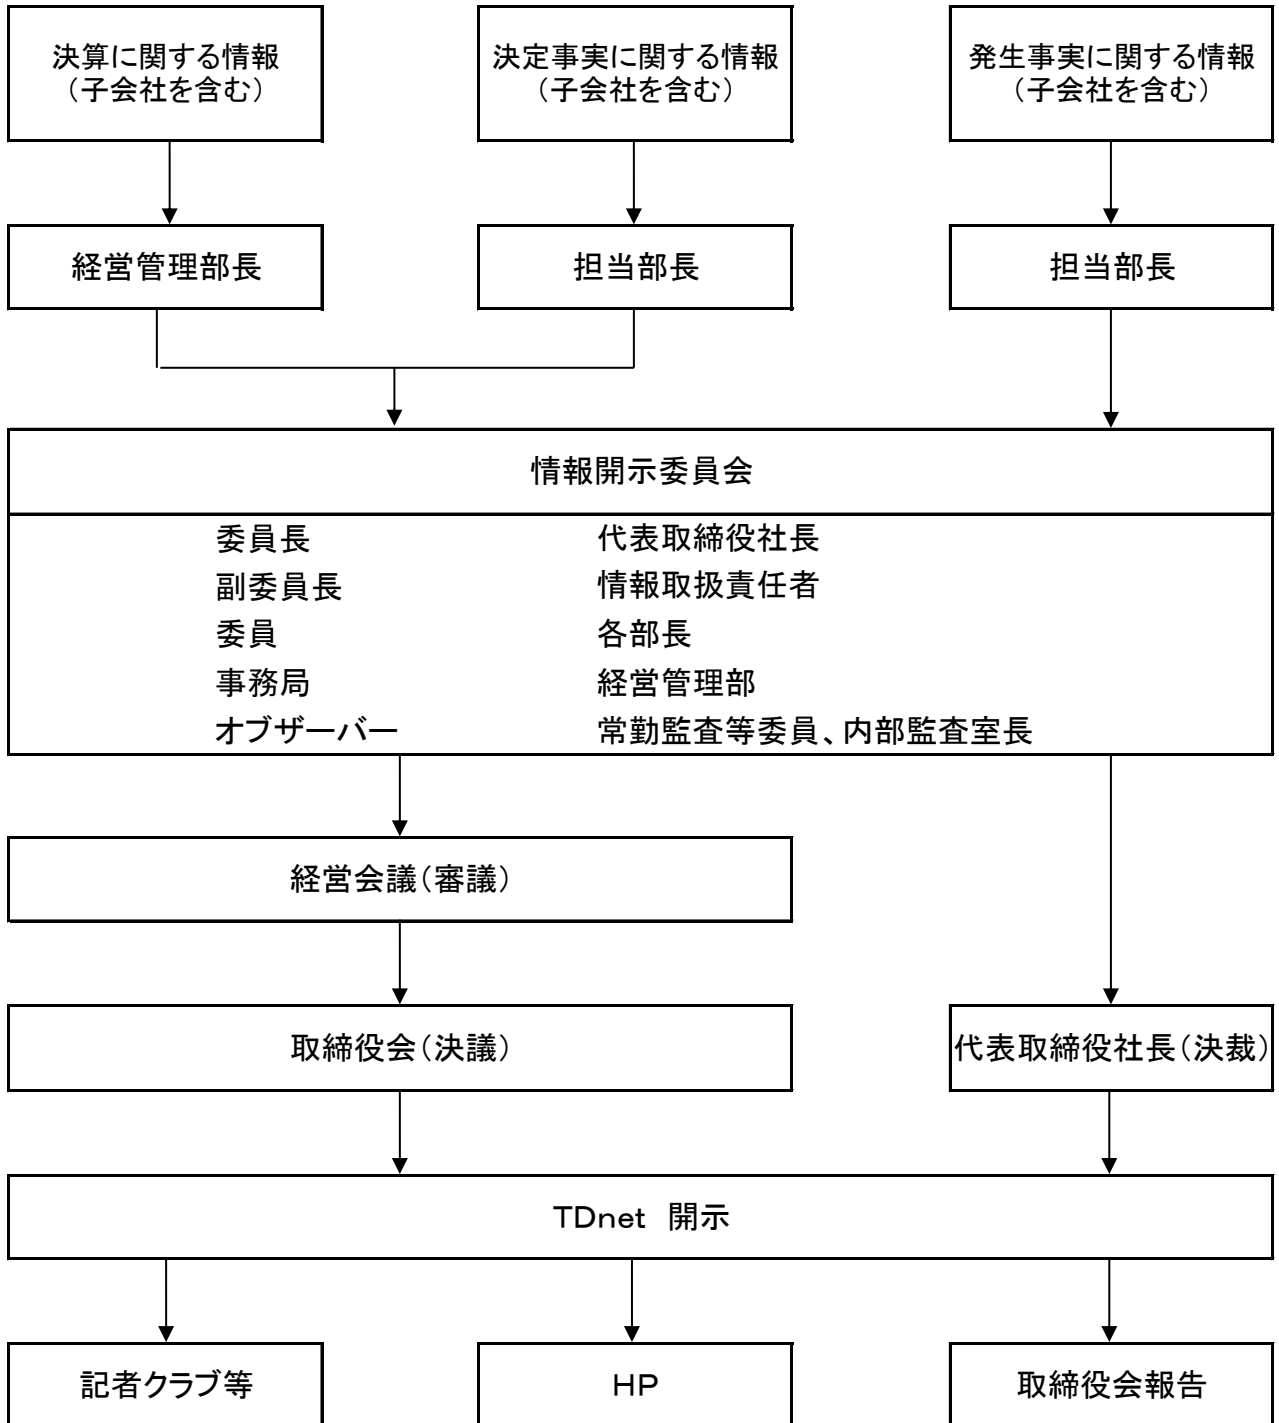 決算に関する情報
（子会社を含む）
決定事実に関する情報
（子会社を含む）
発生事実に関する情報
（子会社を含む）
経営管理部長
担当部長
担当部長
情報開示委員会
委員長 代表取締役社長
副委員長 情報取扱責任者
委員 各部長
事務局 経営管理部
オブザーバー 常勤監査等委員、内部監査室長
経営会議（審議）
取締役会（決議）
代表取締役社長（決裁）
TDnet 開示
記者クラブ等
HP
取締役会報告